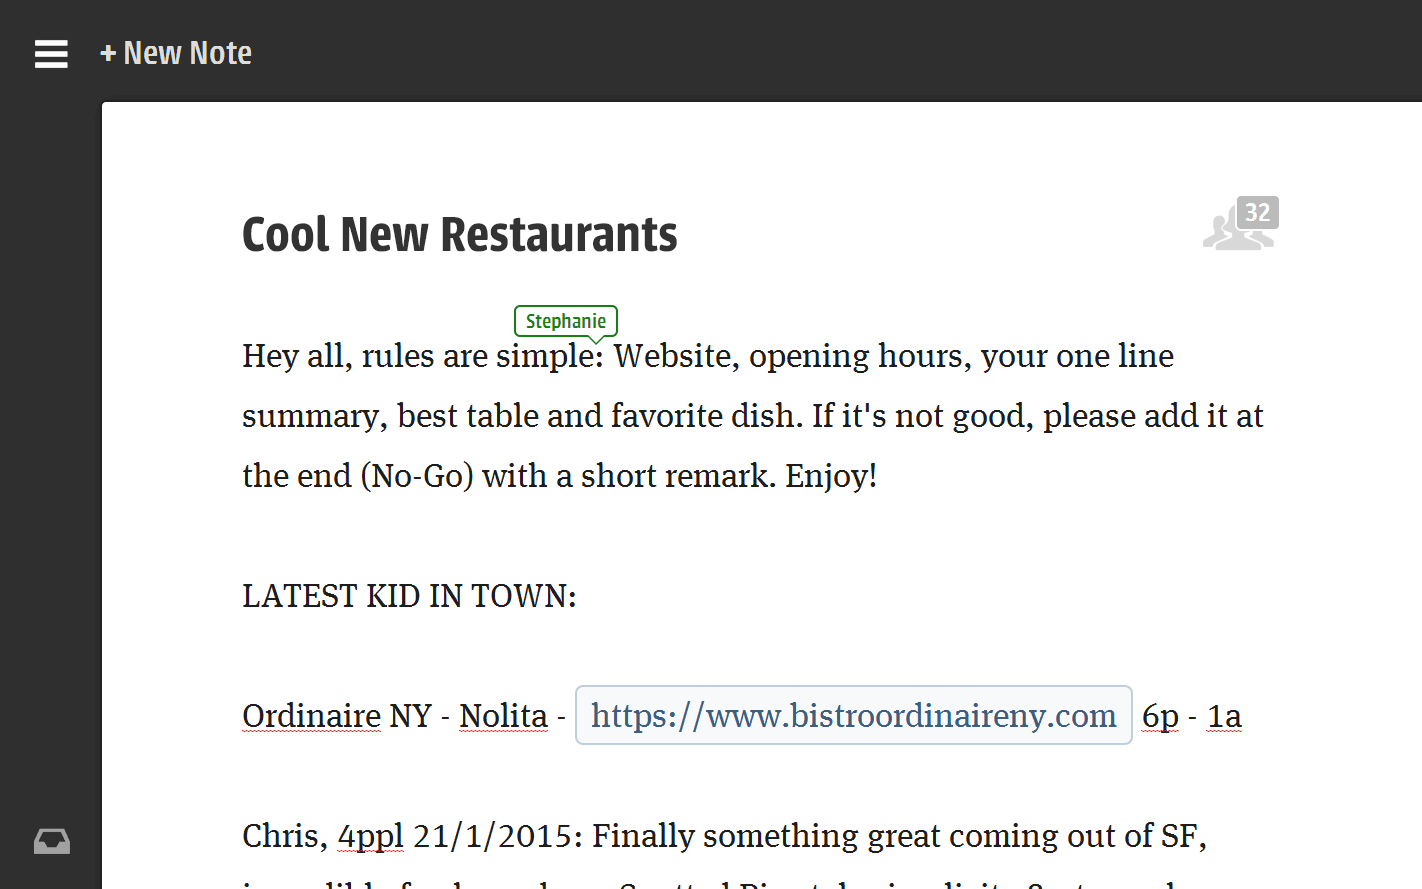 + New Note
Cool New Restaurants
32
Stephanie
Hey all, rules are simple: Website, opening hours, your one line
summary, best table and favorite dish. If it's not good, please add it at
the end (No-Go) with a short remark. Enjoy!
LATEST KID IN TOWN:
Ordinaire NY - Nolita - https://www.bistroordinaireny.com 6p - 1a
Chris, 4ppl 21/1/2015: Finally something great coming out of SF,